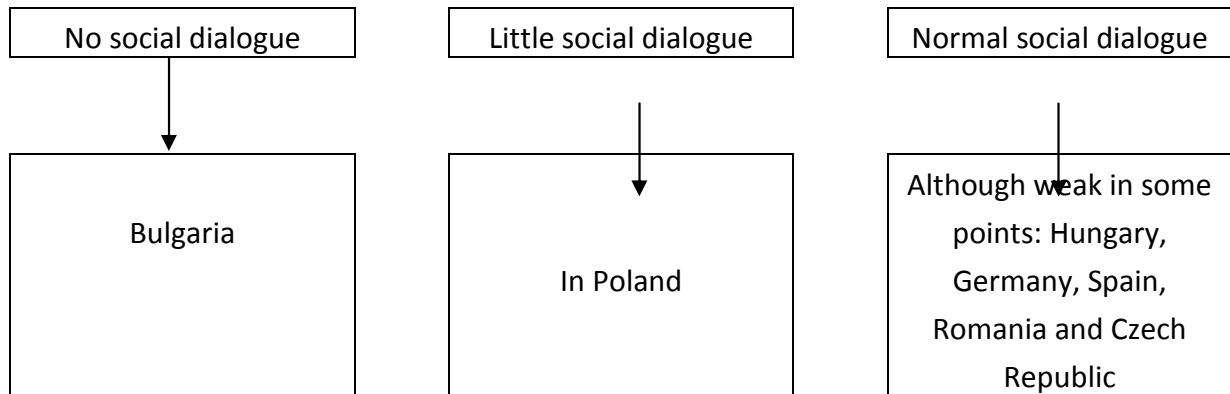 No social dialogue
Little social dialogue
Normal social dialogue
Bulgaria
In Poland
Although weak in some
points: Hungary,
Germany, Spain,
Romania and Czech
Republic